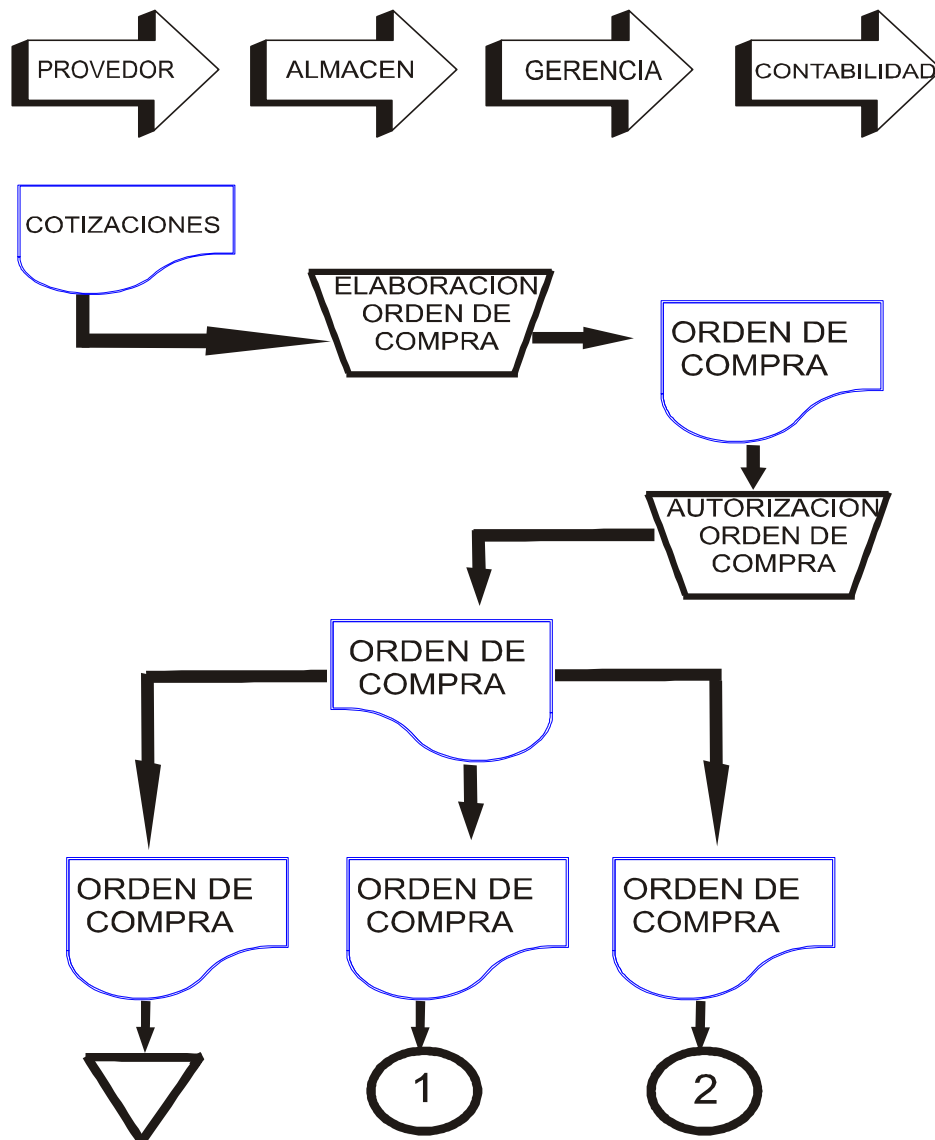 PROVEDOR
ALMACEN
GERENCIA
CONTABILIDAD
COTIZACIONES
ELABORACION
ORDEN DE
COMPRA
ORDEN DE
COMPRA
AUTORIZACION
ORDEN DE
COMPRA
ORDEN DE
COMPRA
ORDEN DE
COMPRA
ORDEN DE
COMPRA
ORDEN DE
COMPRA
1
2